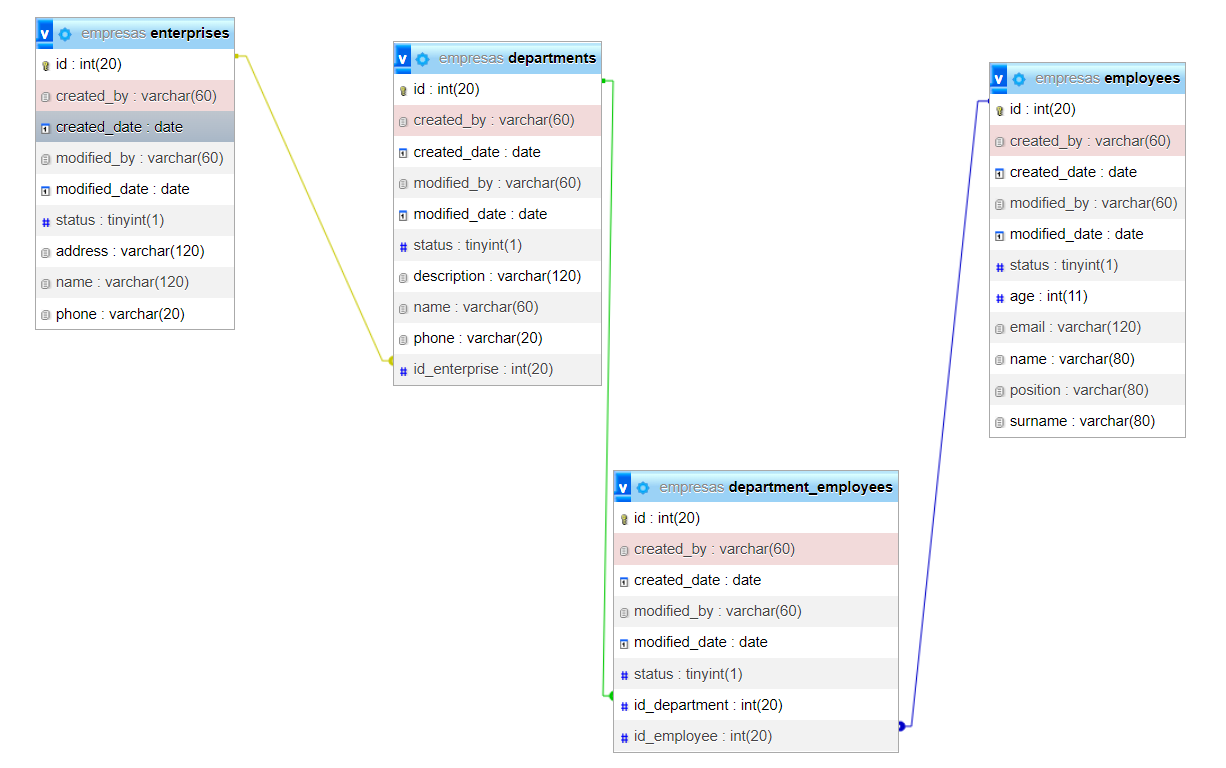 v empresas enterprises
id : int(20)
created_by : varchar(60)
created_date : date
modified_by : varchar(60)
modified_date : date
# status : tinyint(1)
address : varchar(120)
name : varchar(120)
phone : varchar(20)
v empresas departments
id : int(20)
created_by : varchar(60)
created_date : date
modified_by : varchar(60)
modified_date : date
# status : tinyint(1)
description : varchar(120)
name : varchar(60)
phone : varchar(20)
# id_enterprise : int(20)
v empresas employees
id : int(20)
created_by : varchar(60)
created_date : date
modified_by : varchar(60)
modified_date : date
# status : tinyint(1)
# age : int(11)
email : varchar(120)
name : varchar(80)
position : varchar(80)
surname : varchar(80)
v empresas department_employees
id : int(20)
created_by : varchar(60)
created_date : date
modified_by : varchar(60)
modified_date : date
# status : tinyint(1)
# id_department : int(20)
# id_employee : int(20)